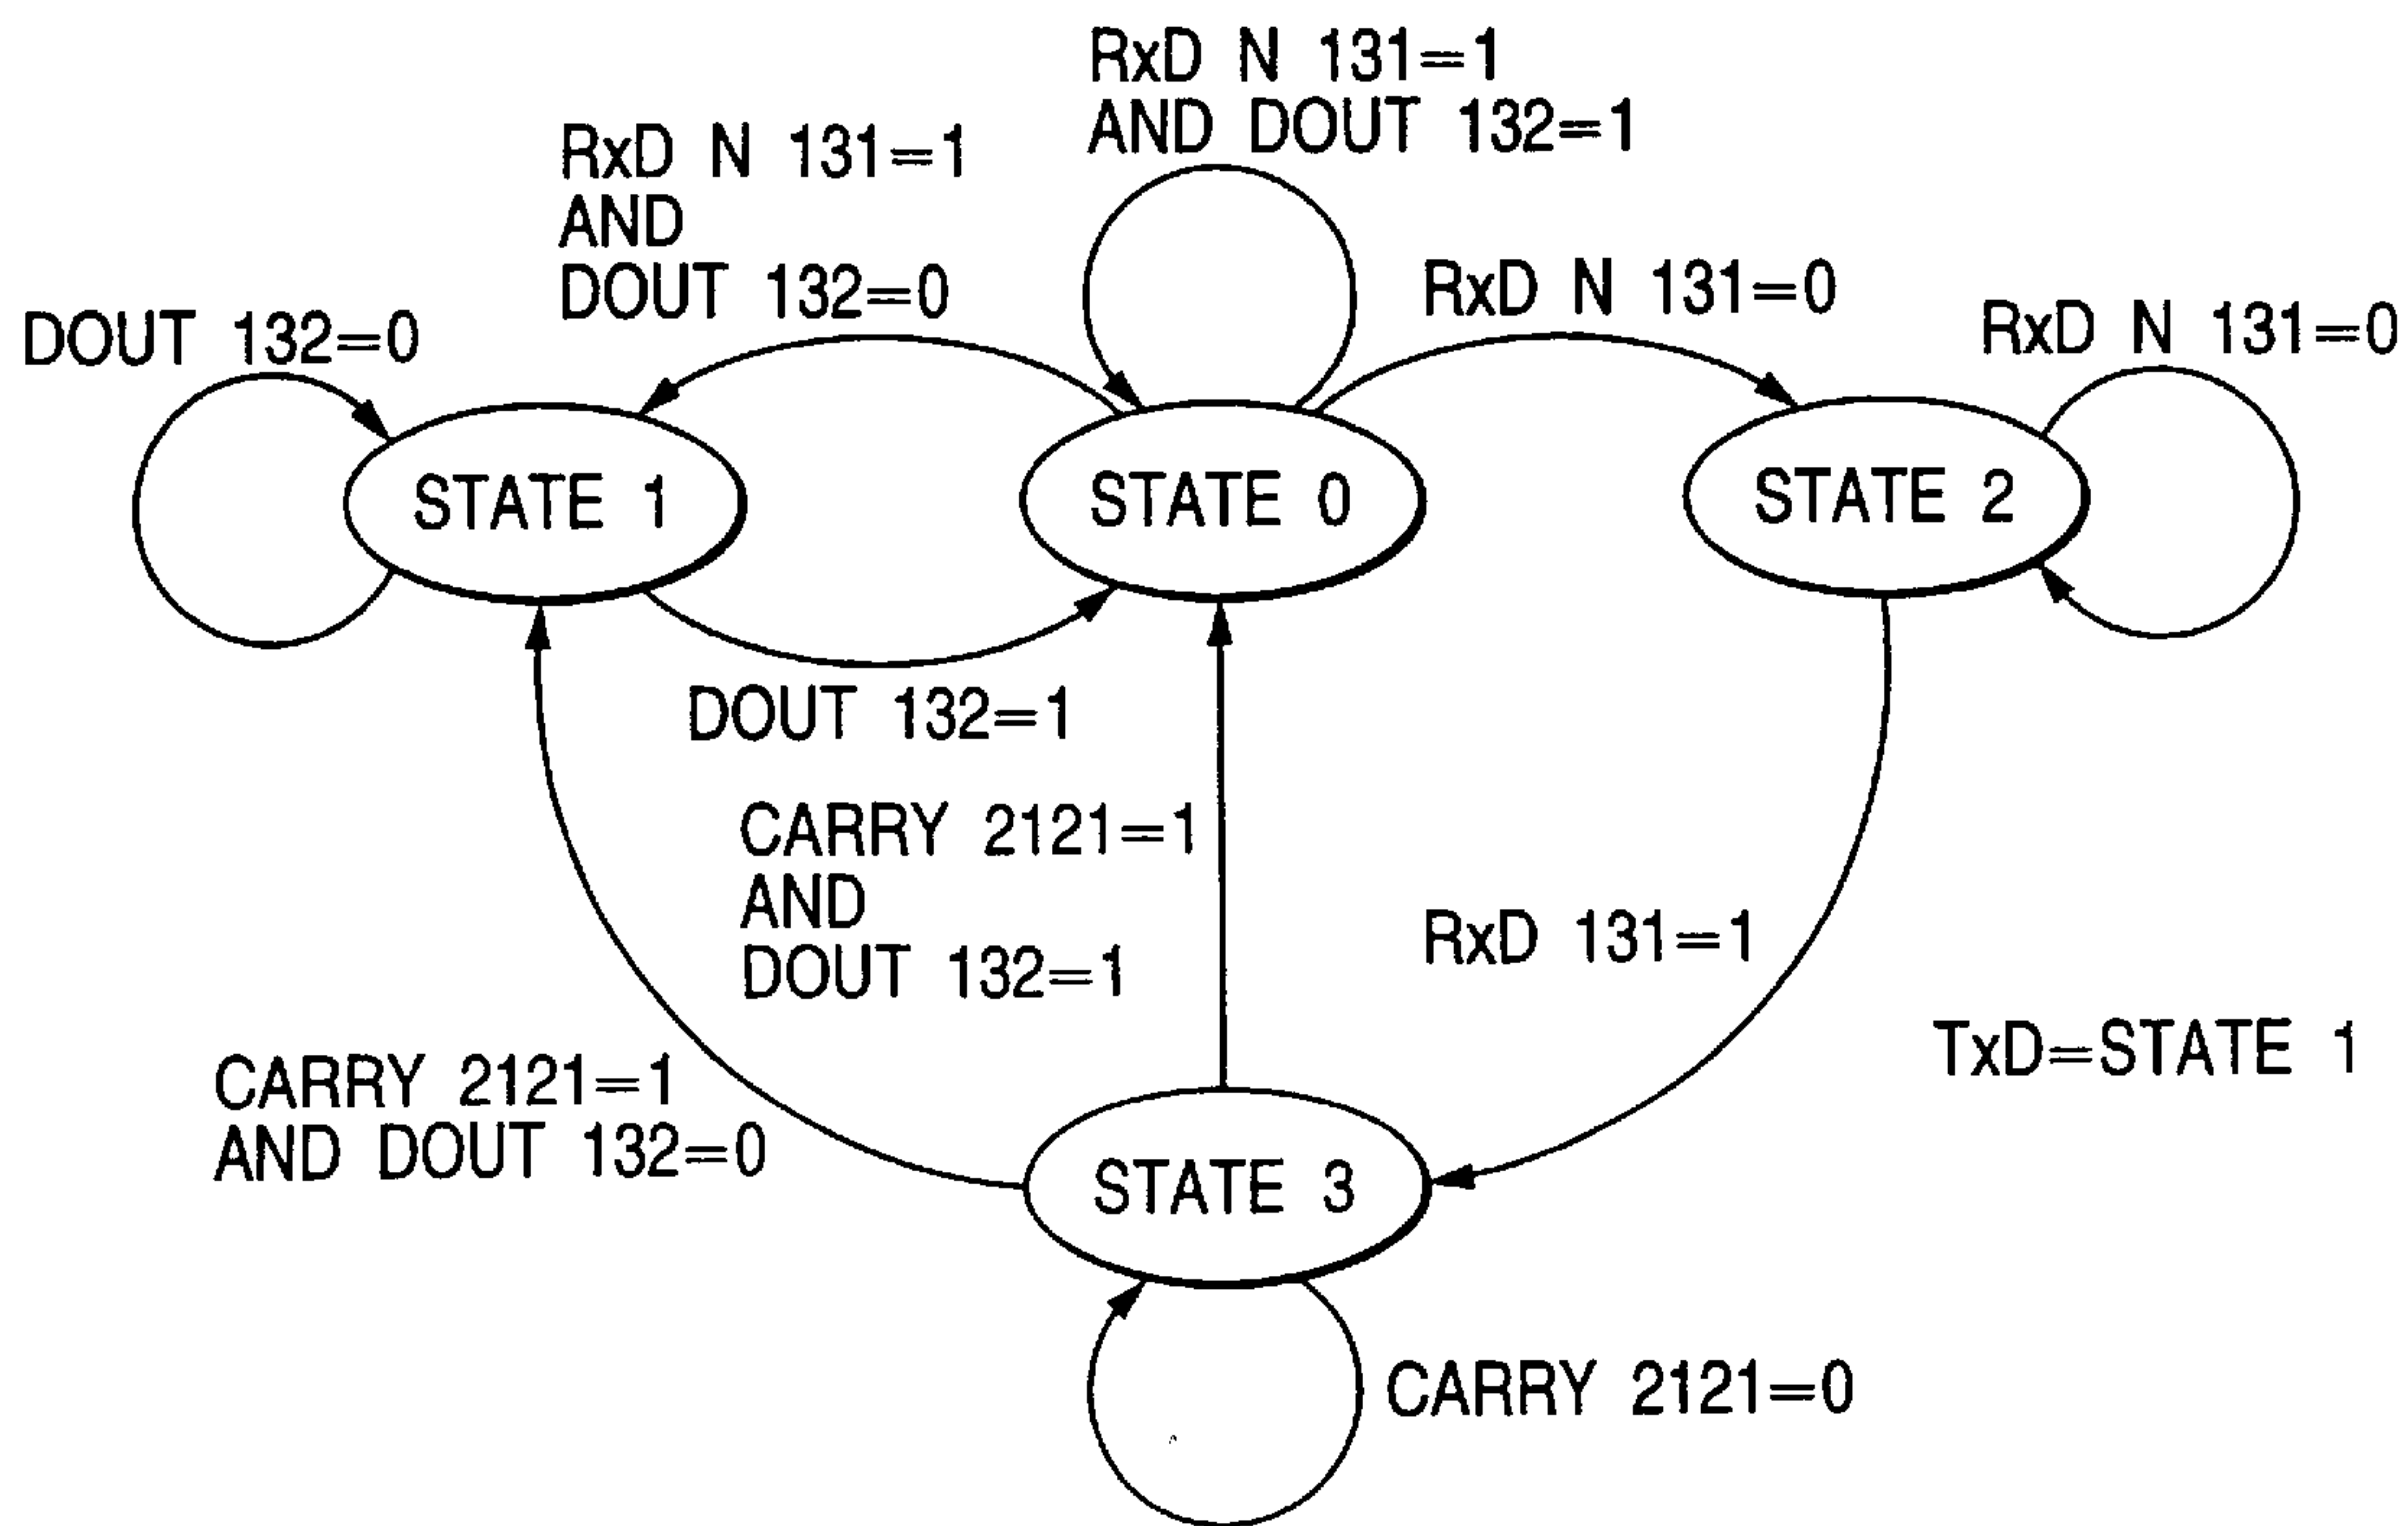 RxD N 131=1
AND DOUT 132=1
RxD N 131=1
AND
DOUT 132=0
RxD N 131=0
RxD N 131=0
DOUT 132=0
STATE 1
STATE 0
STATE 2
DOUT 132=1
CARRY 2121=1
AND
DOUT 132=1
RxD 131=1
TxD=STATE 1
CARRY 2121=1
AND DOUT 132=0
STATE 3
CARRY 2121=0